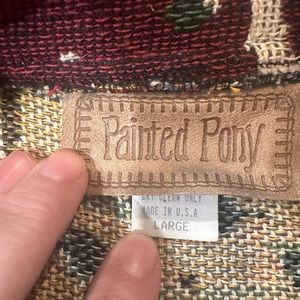 Painted Pony
DRY CLEAN ONLY
MADE IN U.S.A
LARGE